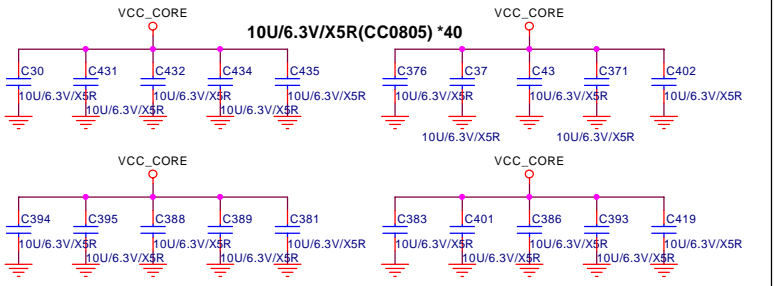 VCC_CORE VCC_CORE
10U/6.3V/X5R(CC0805) *40
C30 C431 C432 C434 C435 C376 C37 C43 C371 C402
10U/6.3V/X5R 10U/6.3V/X5R 10U/6.3V/X5R 10U/6.3V/X5R 10U/6.3V/X5R 10U/6.3V/X5R
10U/6.3V/X5R 10U/6.3V/X5R
10U/6.3V/X5R 10U/6.3V/X5R
VCC_CORE VCC_CORE
C394 C395 C388 C389 C381 C383 C401 C386 C393 C419
10U/6.3V/X5R 10U/6.3V/X5R 10U/6.3V/X5R 10U/6.3V/X5R 10U/6.3V/X5R 10U/6.3V/X5R
10U/6.3V/X5R 10U/6.3V/X5R 10U/6.3V/X5R 10U/6.3V/X5R